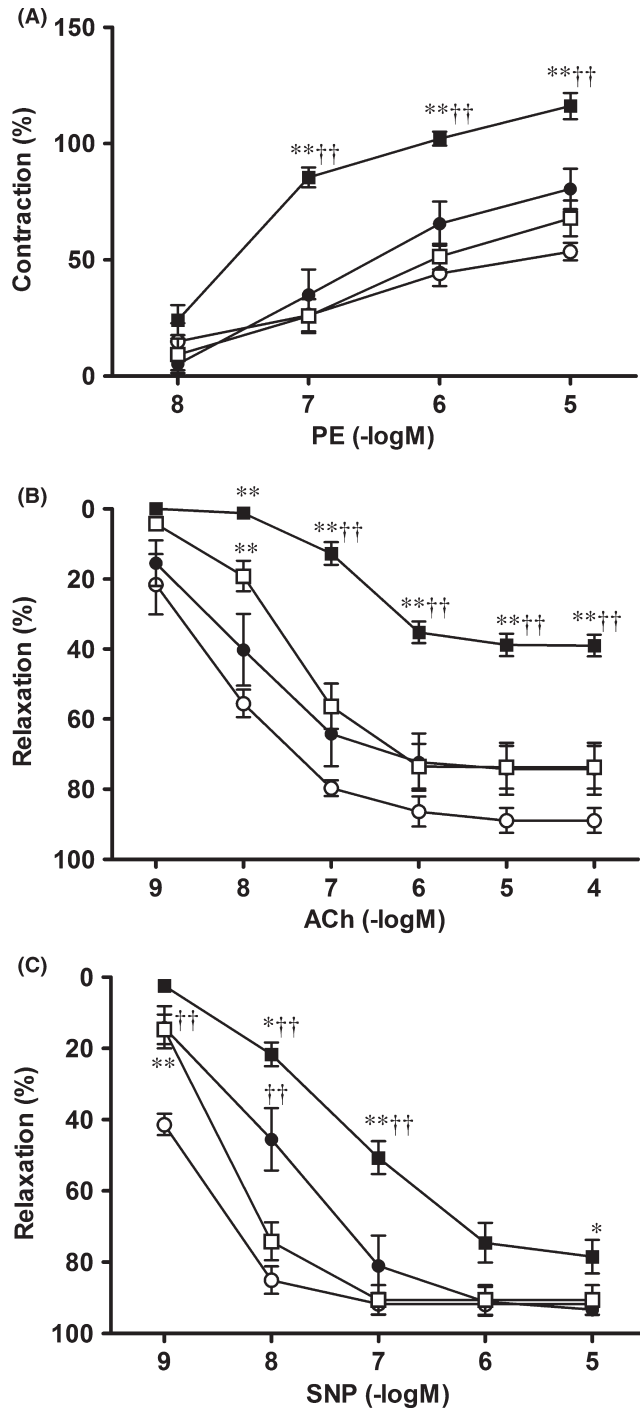 (A)
150
100
50
0
Contraction (%)
**††
**††
**††
8 7 6 5
PE (-logM)
(B)
0
20
40
60
80
100
Relaxation (%)
**
**
**††
**††
**††
**††
9 8 7 6 5 4
ACh (-logM)
(C)
0
20
40
60
80
100
Relaxation (%)
††
**
*††
††
**††
*
9 8 7 6 5
SNP (-logM)